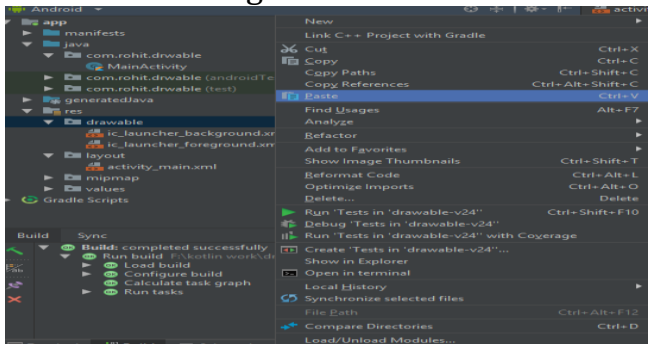 Android
activi
app
manifests
java
com.rohit.drwable
MainActivity
com.rohit.drwable (androidTe
com.rohit.drwable (test)
generatedJava
res
drawable
ic_launcher_background.xm
ic_launcher_foreground.xm
layout
activity_main.xml
mipmap
values
Gradle Scripts
Build Sync
Build: completed successfully
Run build F:\kotlin work\d
Load build
Configure build
Calculate task graph
Run tasks
New
Link C++ Project with Gradle
Cut Ctrl+X
Copy Ctrl+C
Copy Paths Ctrl+Shift+C
Copy References Ctrl+Alt+Shift+C
Paste Ctrl+V
Find Usages Alt+F7
Analyze
Refactor
Add to Favorites
Show Image Thumbnails Ctrl+Shift+T
Reformat Code Ctrl+Alt+L
Optimize Imports Ctrl+Alt+O
Delete... Delete
Run 'Tests in 'drawable-v24'' Ctrl+Shift+F10
Debug 'Tests in 'drawable-v24''
Run 'Tests in 'drawable-v24'' with Coverage
Create 'Tests in 'drawable-v24''...
Show in Explorer
Open in terminal
Local History
Synchronize selected files
File Path Ctrl+Alt+F12
Compare Directories Ctrl+D
Load/Unload Modules...